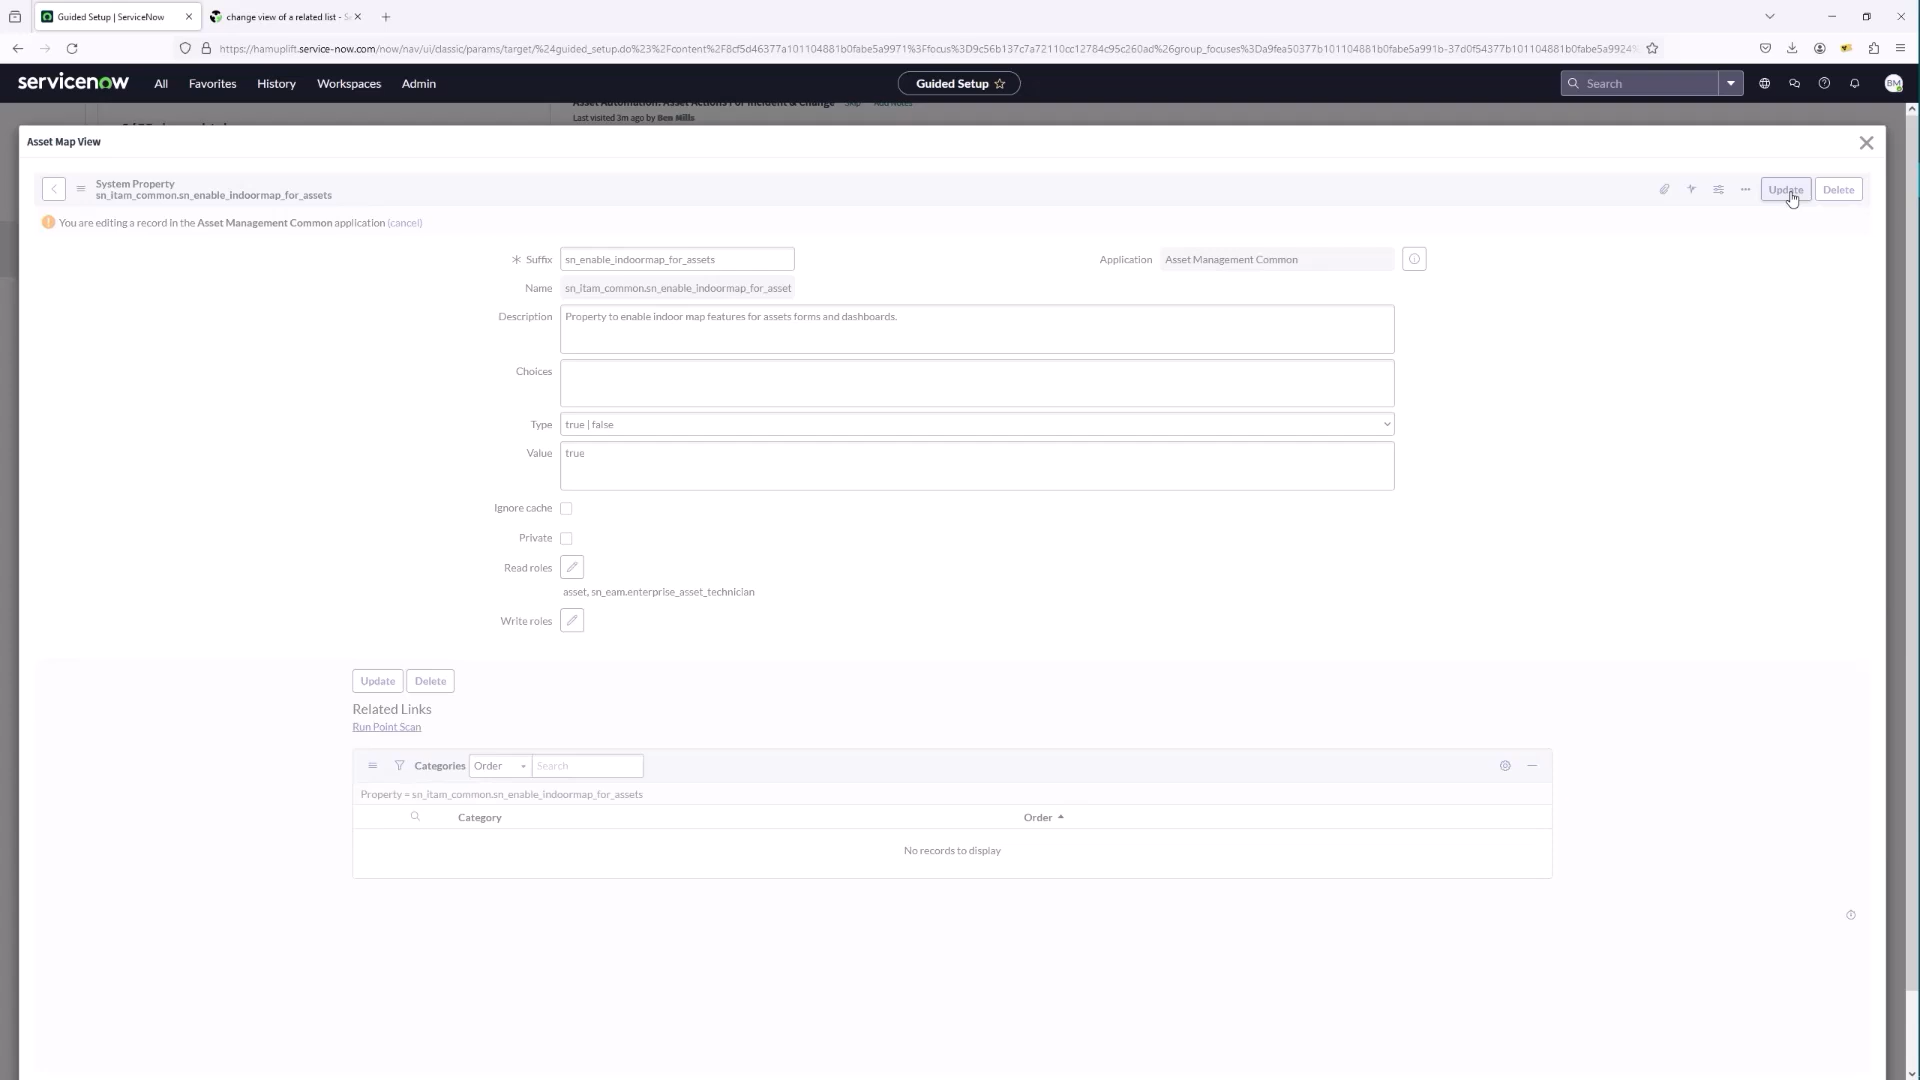 Guided Setup | ServiceNow
change view of a related list - Se
https://hamuplift.service-now.com/now/nav/ui/classic/params/target/%24guided_setup.do%23%2Fcontent%2F8cf5d46377a101104881b0fabe5a9971%3Ffocus%3D9c56b137c7a72110cc12784c95c260ad%26group_focuses%3Da9fea50377b101104881b0fabe5a991b-37d0f54377b101104881b0fabe5a9924%
servicenow
All Favorites History Workspaces Admin
Guided Setup
Search
BM
Asset Automation: Asset Actions For Incident & Change Skip Add Notes
Last visited 3m ago by Ben Mills
Asset Map View
System Property
sn_itam_common.sn_enable_indoormap_for_assets
Update Delete
You are editing a record in the Asset Management Common application (cancel)
Suffix sn_enable_indoormap_for_assets
Application Asset Management Common
Name sn_itam_common.sn_enable_indoormap_for_asset
Description Property to enable indoor map features for assets forms and dashboards.
Choices
Type true | false
Value true
Ignore cache
Private
Read roles
asset, sn_eam.enterprise_asset_technician
Write roles
Update Delete
Related Links
Run Point Scan
Categories Order Search
Property = sn_itam_common.sn_enable_indoormap_for_assets
Category Order
No records to display